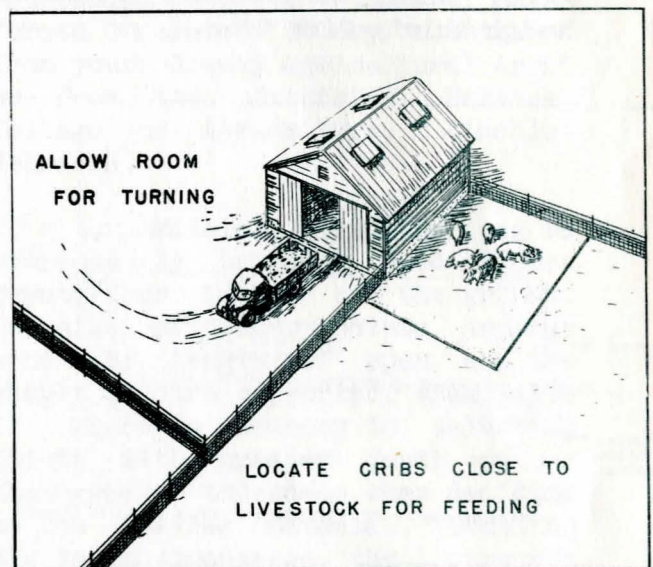 ALLOW ROOM
FOR TURNING
LOCATE CRIBS CLOSE TO
LIVESTOCK FOR FEEDING